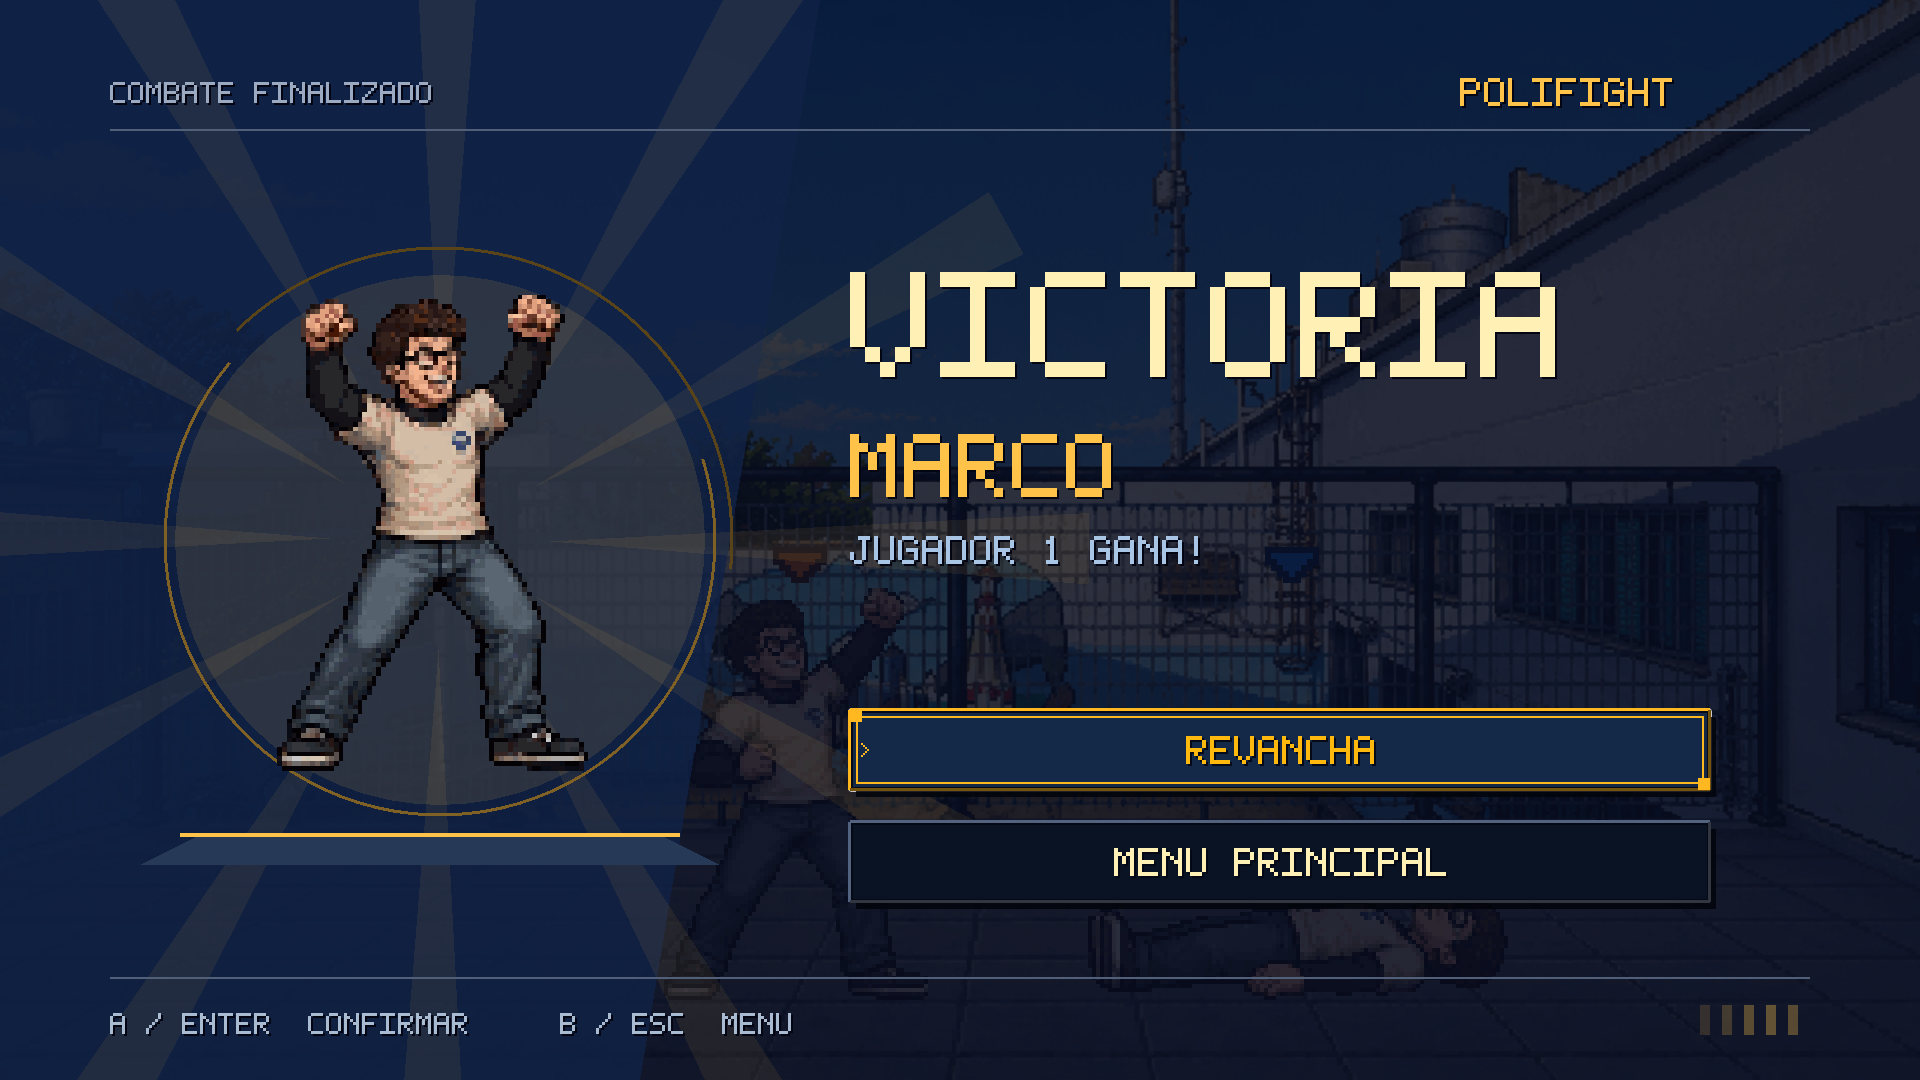 COMBATE FINALIZADO
POLIFIGHT
VICTORIA
MARCO
JUGADOR 1 GANA!
> REVANCHA
MENU PRINCIPAL
A / ENTER CONFIRMAR B / ESC MENU